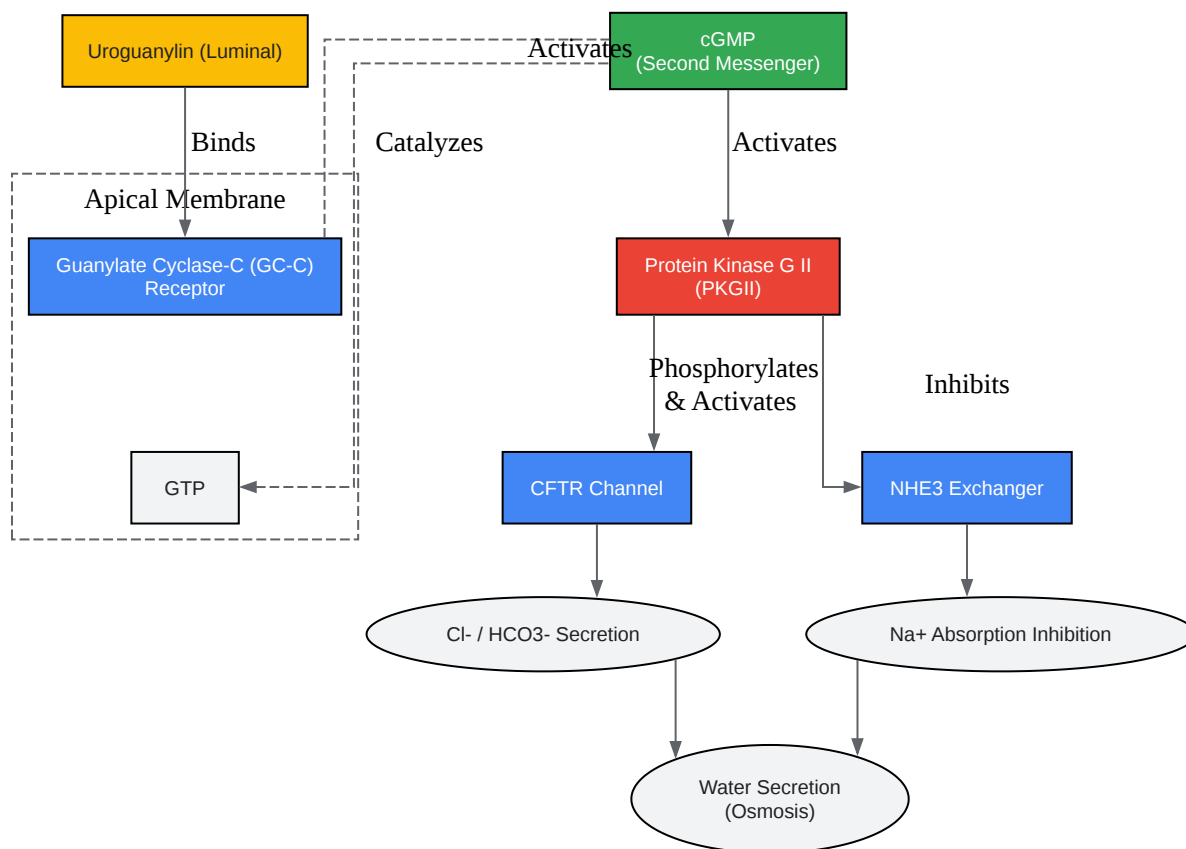 Uroguanylin (Luminal)
Activates
cGMP
(Second Messenger)
Binds
Catalyzes
Activates
Apical Membrane
Guanylate Cyclase-C (GC-C)
Receptor
Protein Kinase G II
(PKGII)
Phosphorylates
& Activates
Inhibits
GTP
CFTR Channel
NHE3 Exchanger
Cl- / HCO3- Secretion
Na+ Absorption Inhibition
Water Secretion
(Osmosis)